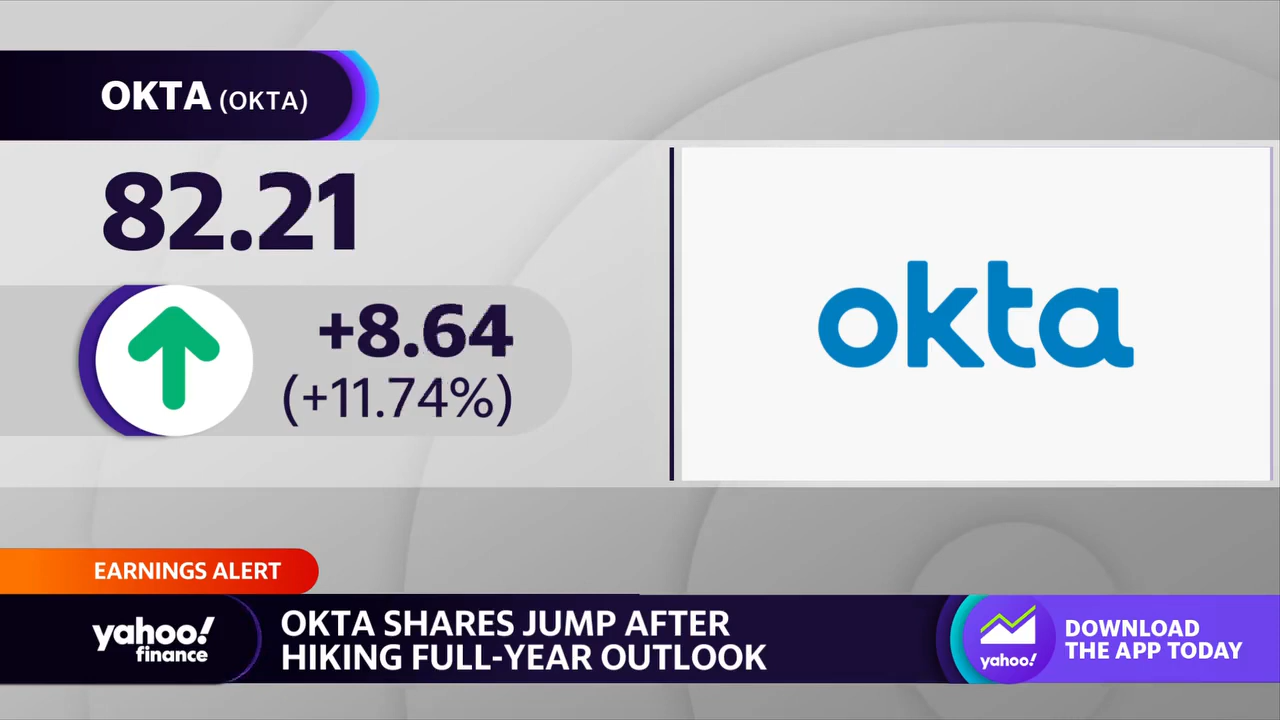 OKTA (OKTA)
82.21
+8.64
(+11.74%)
okta
EARNINGS ALERT
yahoo!
finance
OKTA SHARES JUMP AFTER
HIKING FULL-YEAR OUTLOOK
yahoo!
DOWNLOAD
THE APP TODAY